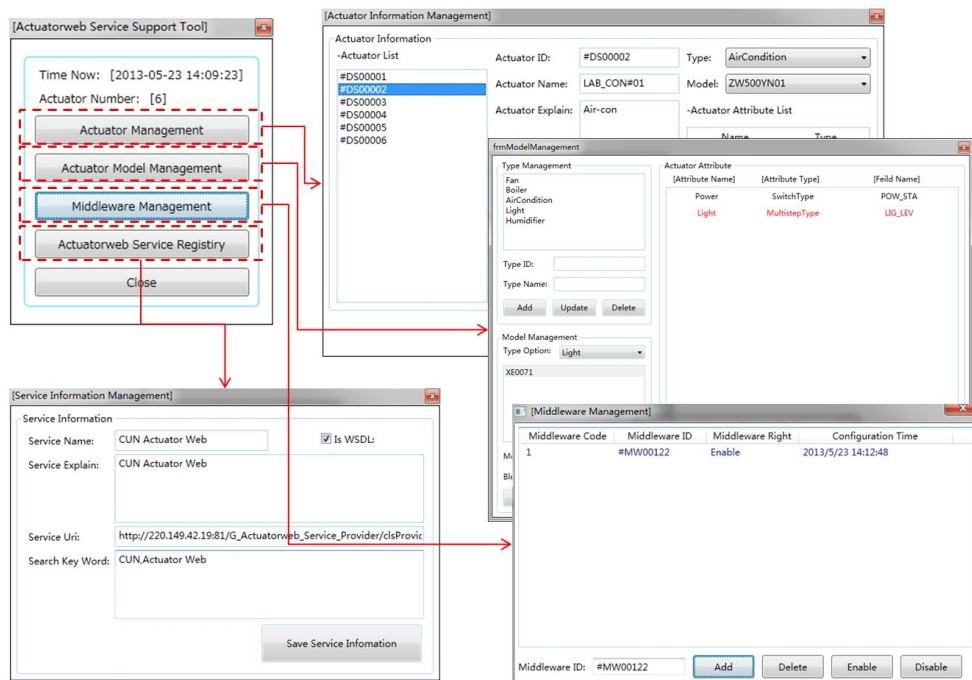 [Actuatorweb Service Support Tool]
Time Now: [2013-05-23 14:09:23]
Actuator Number: [6]
Actuator Management
Actuator Model Management
Middleware Management
Actuatorweb Service Registry
Close
[Actuator Information Management]
Actuator Information
-Actuator List
#DS00001
#DS00002
#DS00003
#DS00004
#DS00005
#DS00006
Actuator ID: #DS00002 Type: AirCondition
Actuator Name: LAB_CON#01 Model: ZW500YN01
Actuator Explain: Air-con -Actuator Attribute List
Name Type
frmModelManagement
Type Management
Fan
Boiler
AirCondition
Light
Humidifier
Type ID:
Type Name:
Add Update Delete
Model Management
Type Option: Light
XE0071
Actuator Attribute
[Attribute Name] [Attribute Type] [Feild Name]
Power SwitchType POW_STA
Light MultistepType LIG_LEV
[Service Information Management]
Service Information
Service Name: CUN Actuator Web Is WSDL:
Service Explain: CUN Actuator Web
Service Uri: http://220.149.42.19:81/G_Actuatorweb_Service_Provider/clsProvic
Search Key Word: CUN,Actuator Web
Save Service Infomation
[Middleware Management]
Middleware Code Middleware ID Middleware Right Configuration Time
1 #MW00122 Enable 2013/5/23 14:12:48
Middleware ID: #MW00122 Add Delete Enable Disable